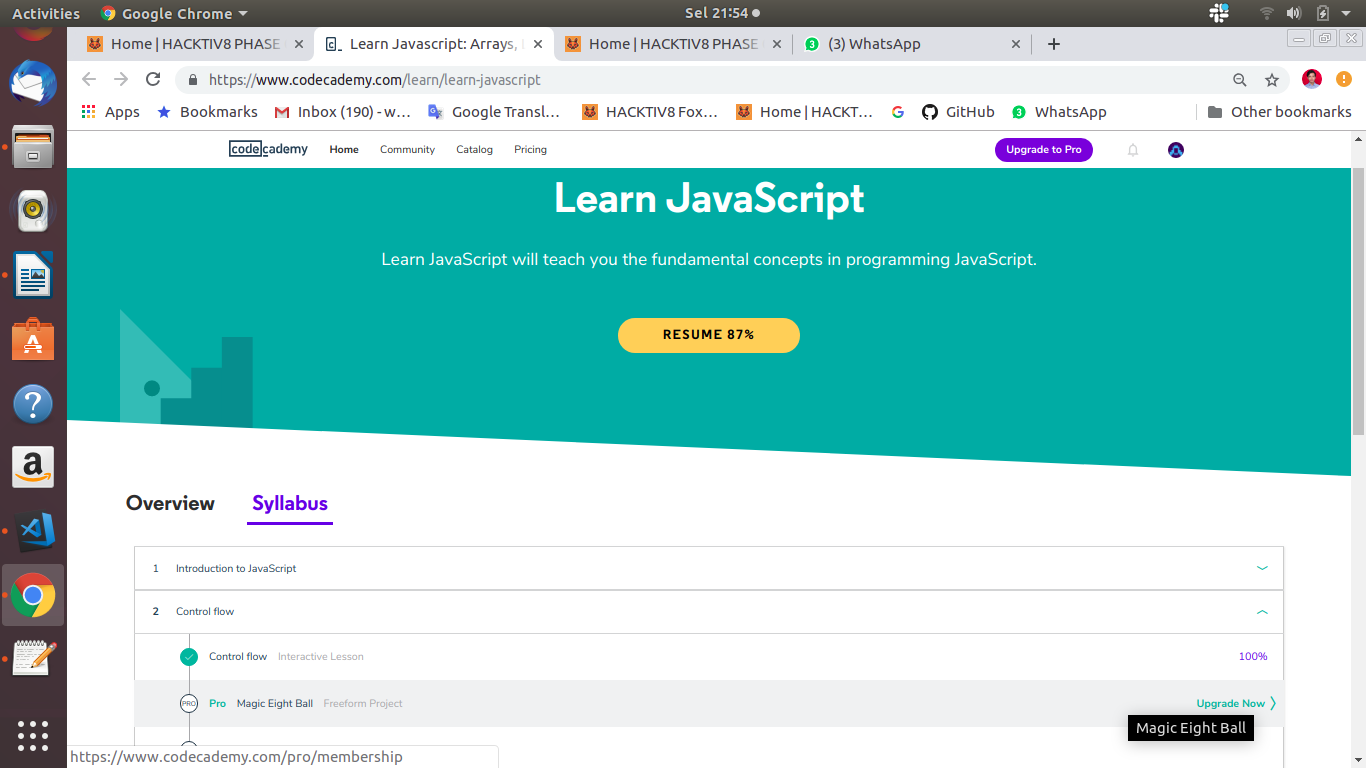 Activities Google Chrome Sel 21:54
Home | HACKTIV8 PHASE Learn Javascript: Arrays, Home | HACKTIV8 PHASE (3) WhatsApp
https://www.codecademy.com/learn/learn-javascript
Apps Bookmarks Inbox (190) - w... Google Transl... HACKTIV8 Fox... Home | HACKT... GitHub WhatsApp Other bookmarks
codecademy Home Community Catalog Pricing Upgrade to Pro
Learn JavaScript
Learn JavaScript will teach you the fundamental concepts in programming JavaScript.
RESUME 87%
Overview Syllabus
1 Introduction to JavaScript
2 Control flow
Control flow Interactive Lesson 100%
PRO Pro Magic Eight Ball Freeform Project Upgrade Now
Magic Eight Ball
https://www.codecademy.com/pro/membership